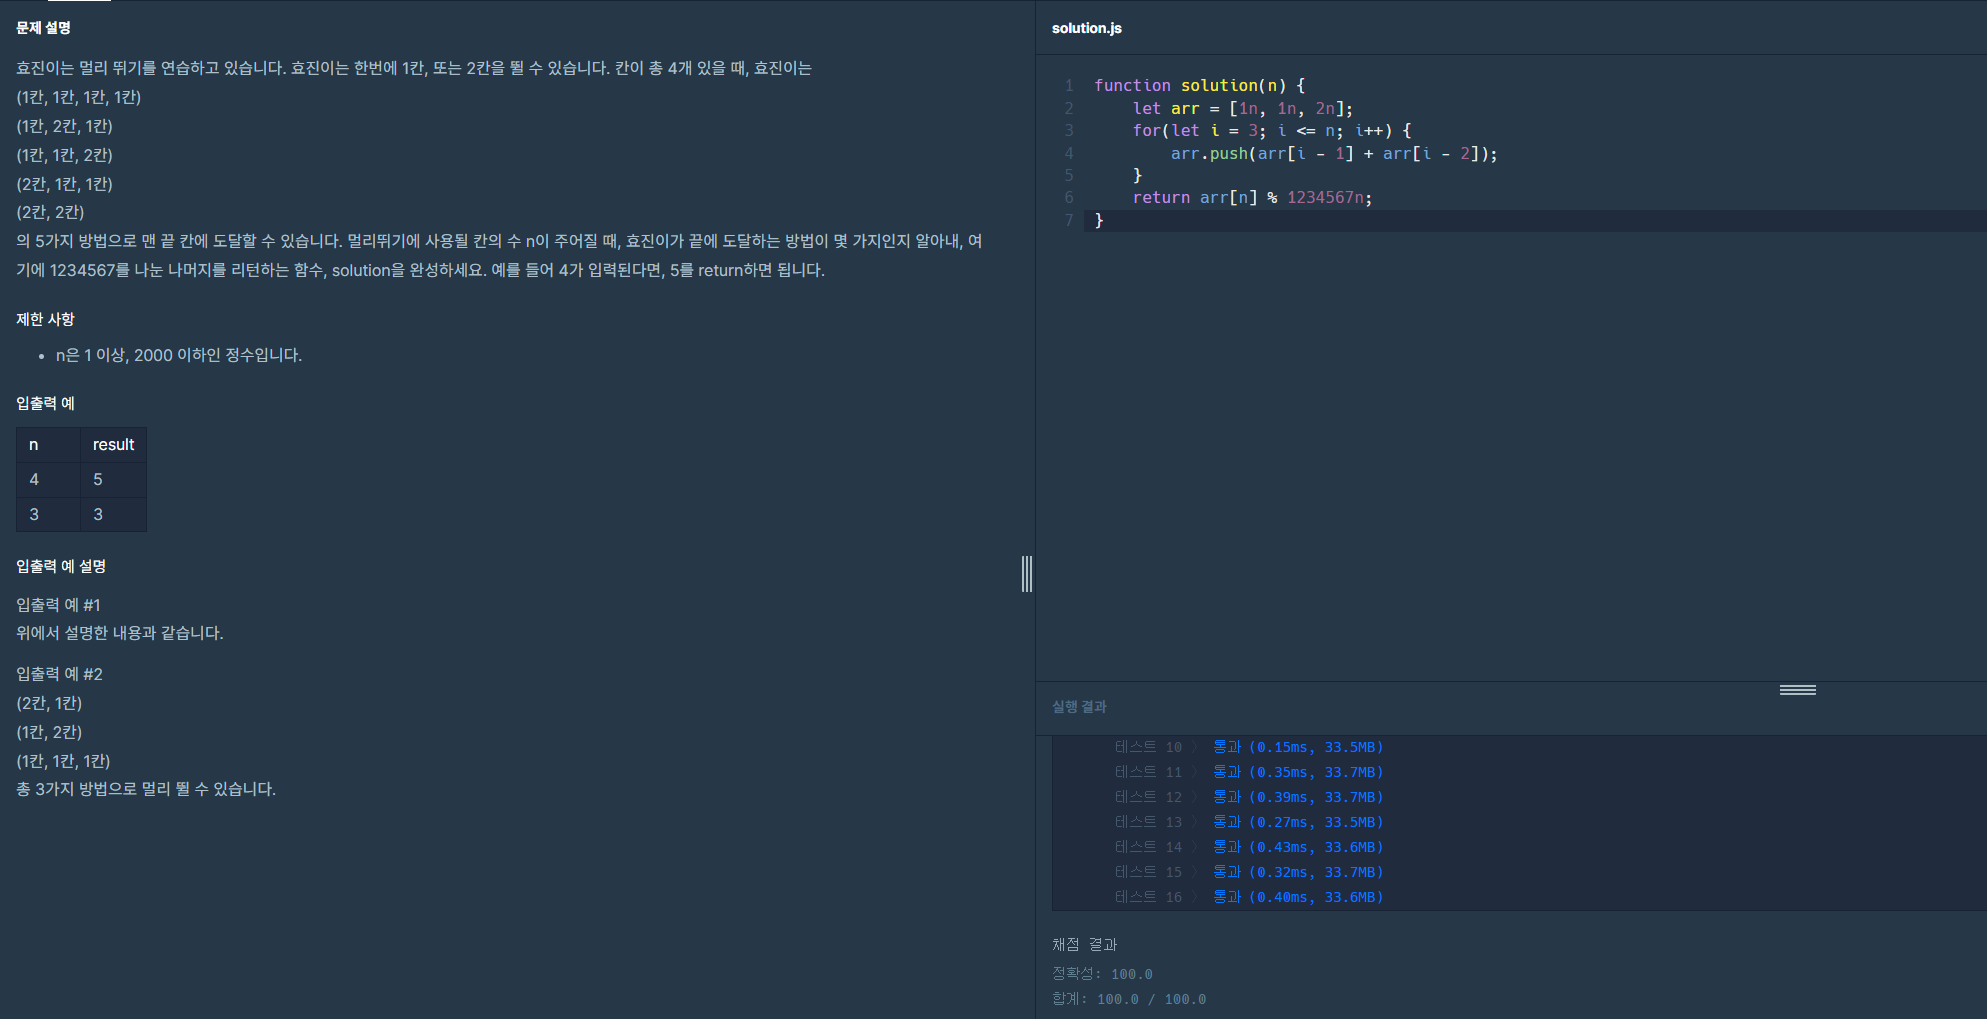 문제 설명
효진이는 멀리 뛰기를 연습하고 있습니다. 효진이는 한번에 1칸, 또는 2칸을 뛸 수 있습니다. 칸이 총 4개 있을 때, 효진이는
(1칸, 1칸, 1칸, 1칸)
(1칸, 2칸, 1칸)
(1칸, 1칸, 2칸)
(2칸, 1칸, 1칸)
(2칸, 2칸)
의 5가지 방법으로 맨 끝 칸에 도달할 수 있습니다. 멀리뛰기에 사용될 칸의 수 n이 주어질 때, 효진이가 끝에 도달하는 방법이 몇 가지인지 알아내, 여
기에 1234567를 나눈 나머지를 리턴하는 함수, solution을 완성하세요. 예를 들어 4가 입력된다면, 5를 return하면 됩니다.
제한 사항
• n은 1 이상, 2000 이하인 정수입니다.
입출력 예
n result
4 5
3 3
입출력 예 설명
입출력 예 #1
위에서 설명한 내용과 같습니다.
입출력 예 #2
(2칸, 1칸)
(1칸, 2칸)
(1칸, 1칸, 1칸)
총 3가지 방법으로 멀리 뛸 수 있습니다.
solution.js
1 function solution(n) {
2     let arr = [1n, 1n, 2n];
3     for(let i = 3; i <= n; i++) {
4         arr.push(arr[i - 1] + arr[i - 2]);
5     }
6     return arr[n] % 1234567n;
7 }
실행 결과
테스트 10 〉 통과 (0.15ms, 33.5MB)
테스트 11 〉 통과 (0.35ms, 33.7MB)
테스트 12 〉 통과 (0.39ms, 33.7MB)
테스트 13 〉 통과 (0.27ms, 33.5MB)
테스트 14 〉 통과 (0.43ms, 33.6MB)
테스트 15 〉 통과 (0.32ms, 33.7MB)
테스트 16 〉 통과 (0.40ms, 33.6MB)
채점 결과
정확성: 100.0
합계: 100.0 / 100.0